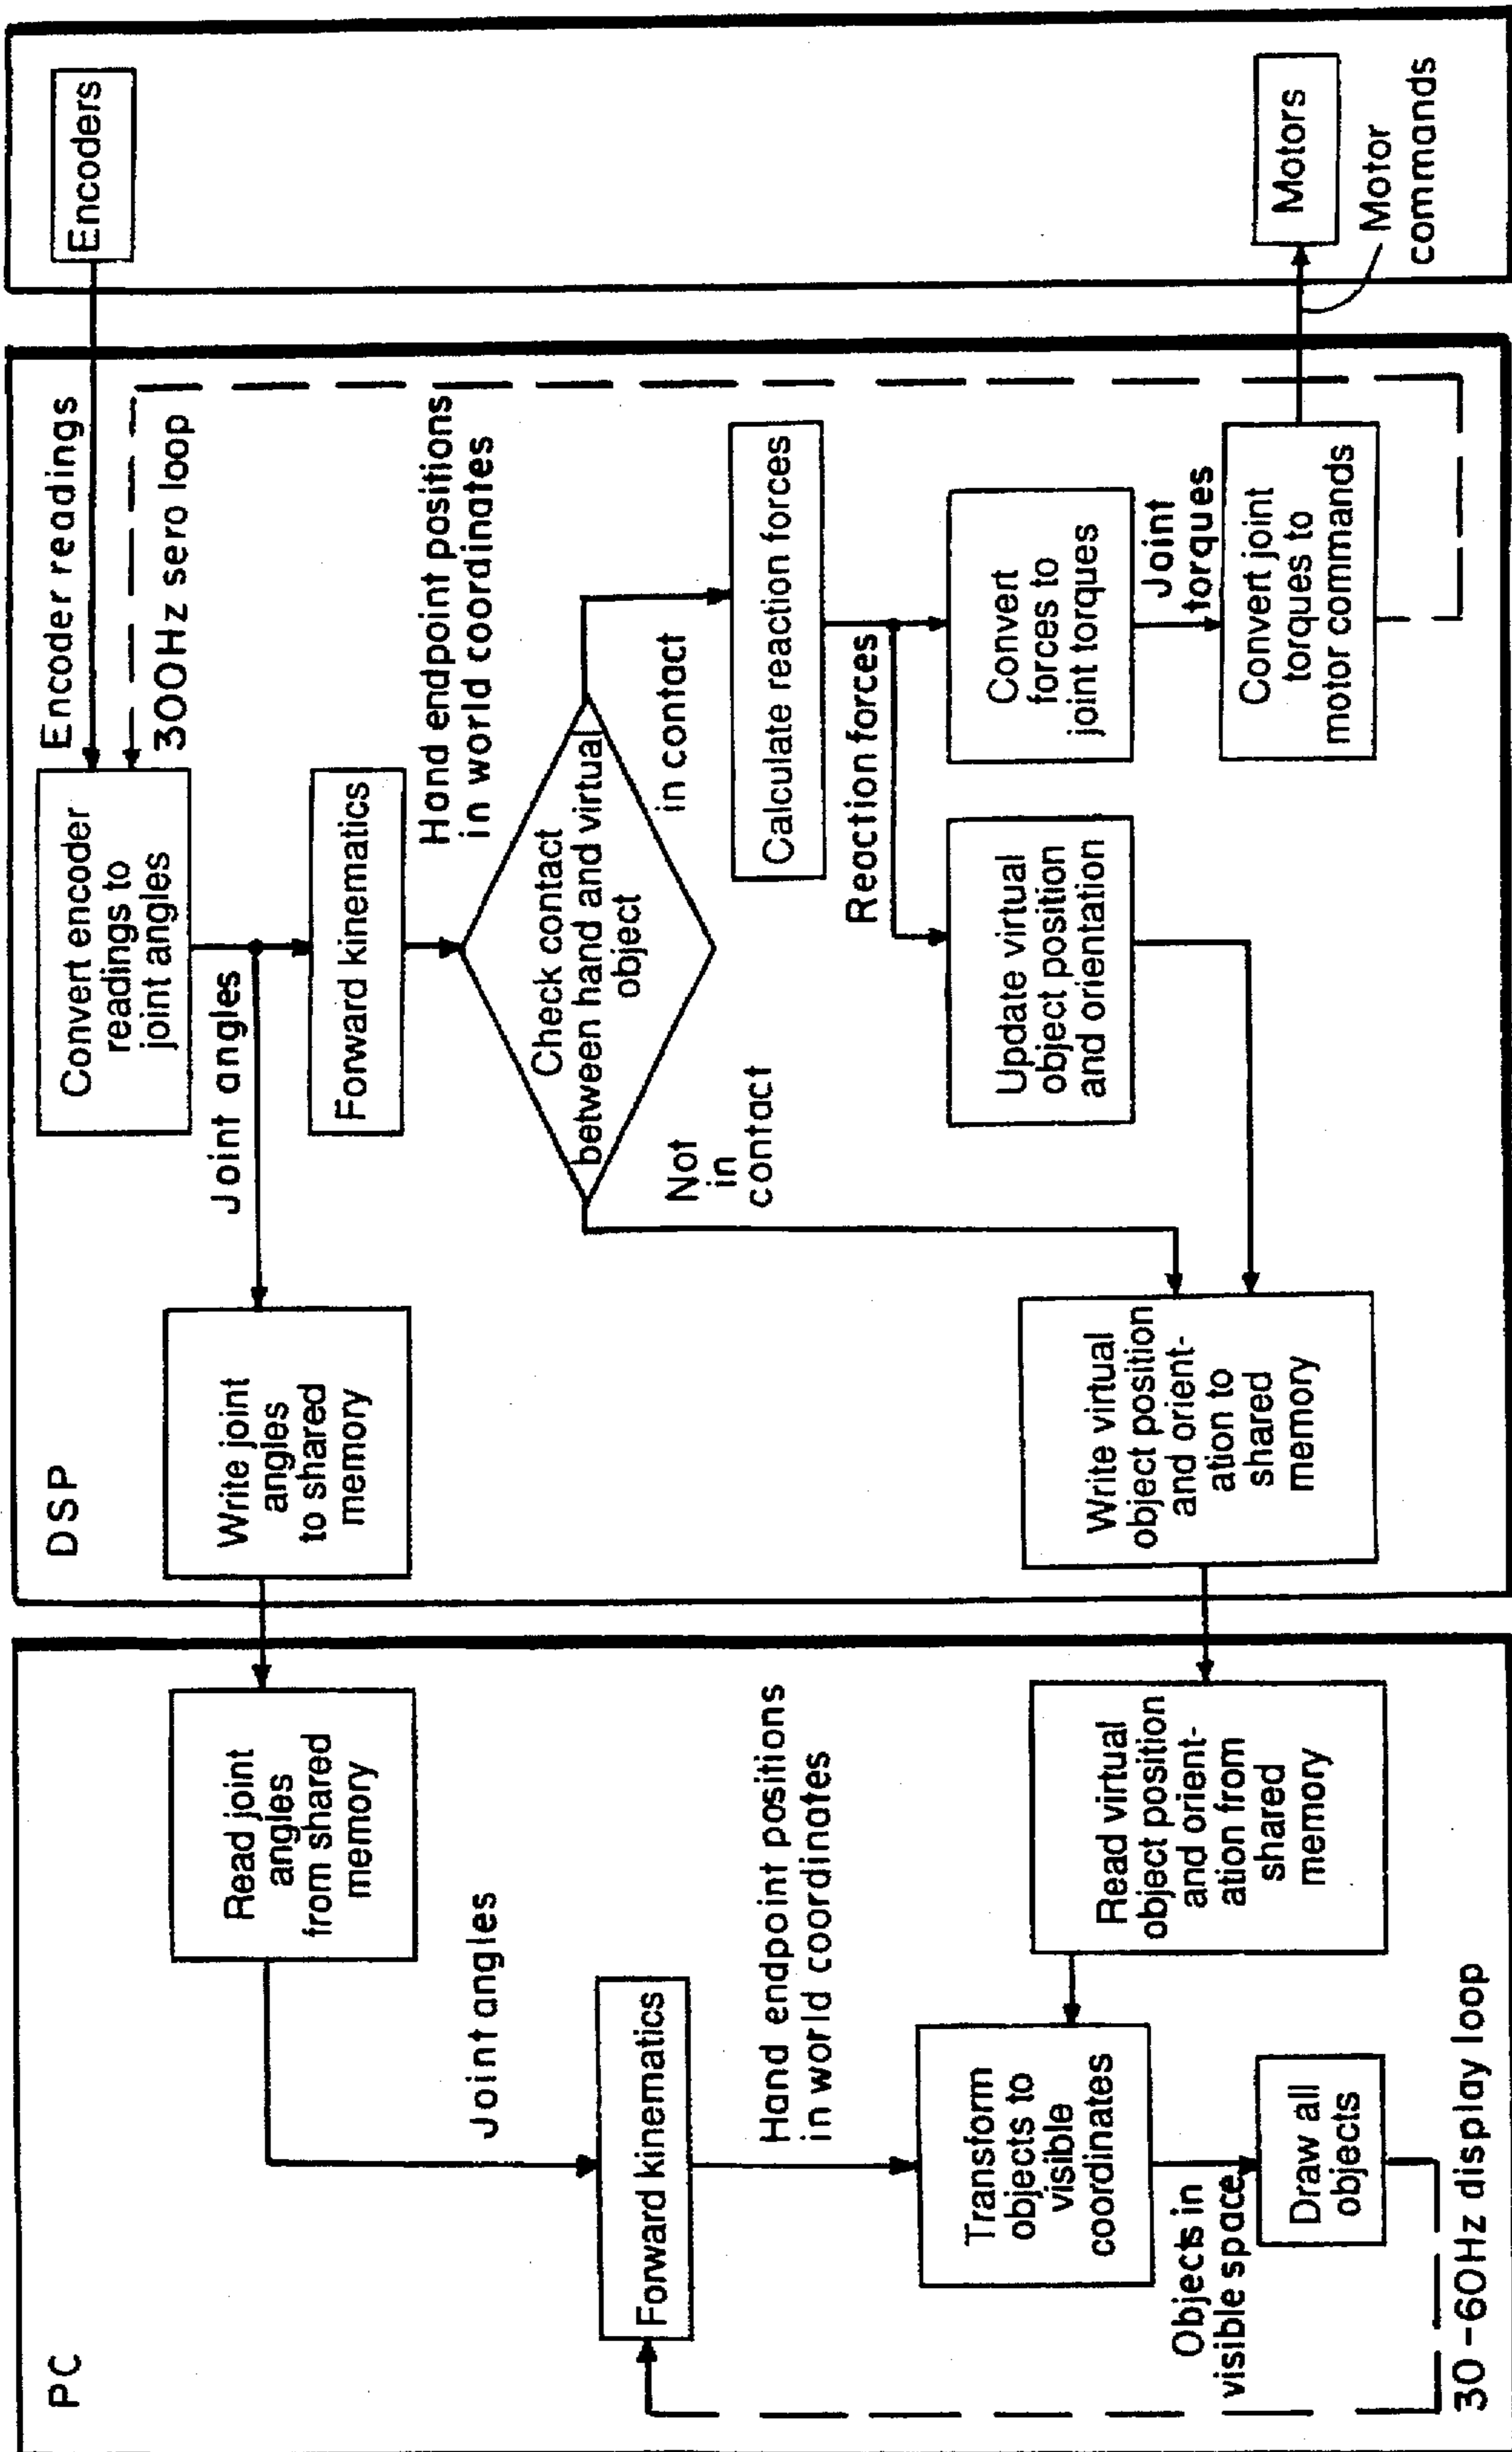 PC
Read joint
angles
from shared
memory
Joint angles
Forward kinematics
Hand endpoint positions
in world coordinates
Transform
objects to
visible
coordinates
Read virtual
object position
and orient-
ation from
shared
memory
Objects in
visible space
Draw all
objects
30-60Hz display loop
DSP
Write joint
angles
to shared
memory
Joint angles
Convert encoder
readings to
joint angles
Encoder readings
300Hz sero loop
Forward kinematics
Hand endpoint positions
in world coordinates
Check contact
between hand and virtual
object
Not
in
contact
in contact
Calculate reaction forces
Reaction forces
Update virtual
object position
and orientation
Convert
forces to
joint torques
Joint
torques
Write virtual
object position
and orient-
ation to
shared
memory
Convert joint
torques to
motor commands
Encoders
Motors
Motor
commands